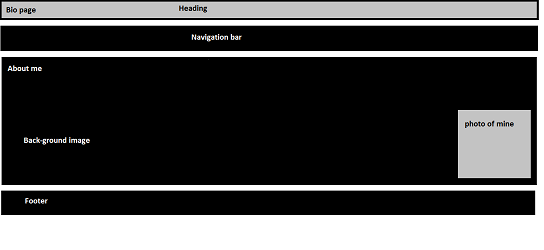 Bio page
Heading
Navigation bar
About me
photo of mine
Back-ground image
Footer